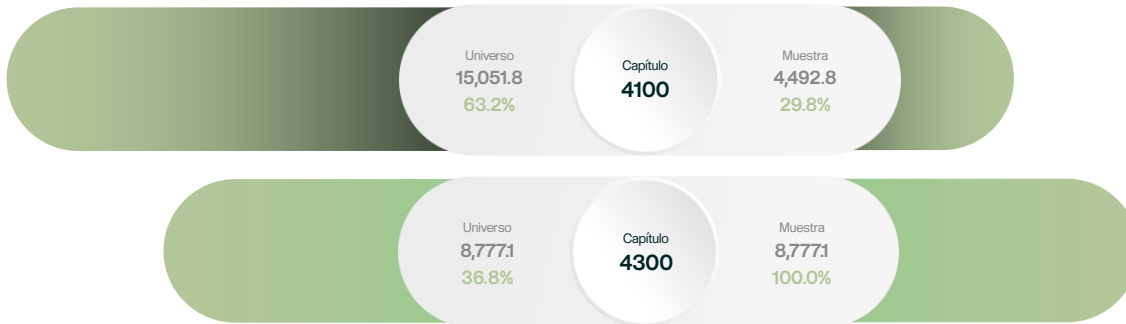 Universo
15,051.8
63.2%
Capítulo
4100
Muestra
4,492.8
29.8%
Universo
8,777.1
36.8%
Capítulo
4300
Muestra
8,777.1
100.0%